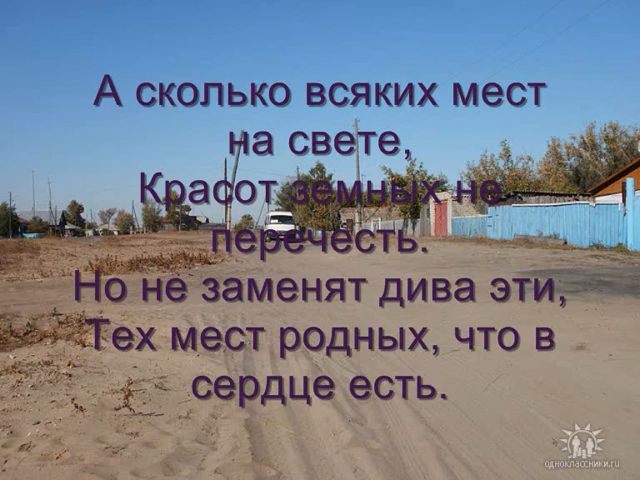 А сколько всяких мест
на свете,
Красот земных не
перечесть.
Но не заменят дива эти,
Тех мест родных, что в
сердце есть.
одноклассники.ru